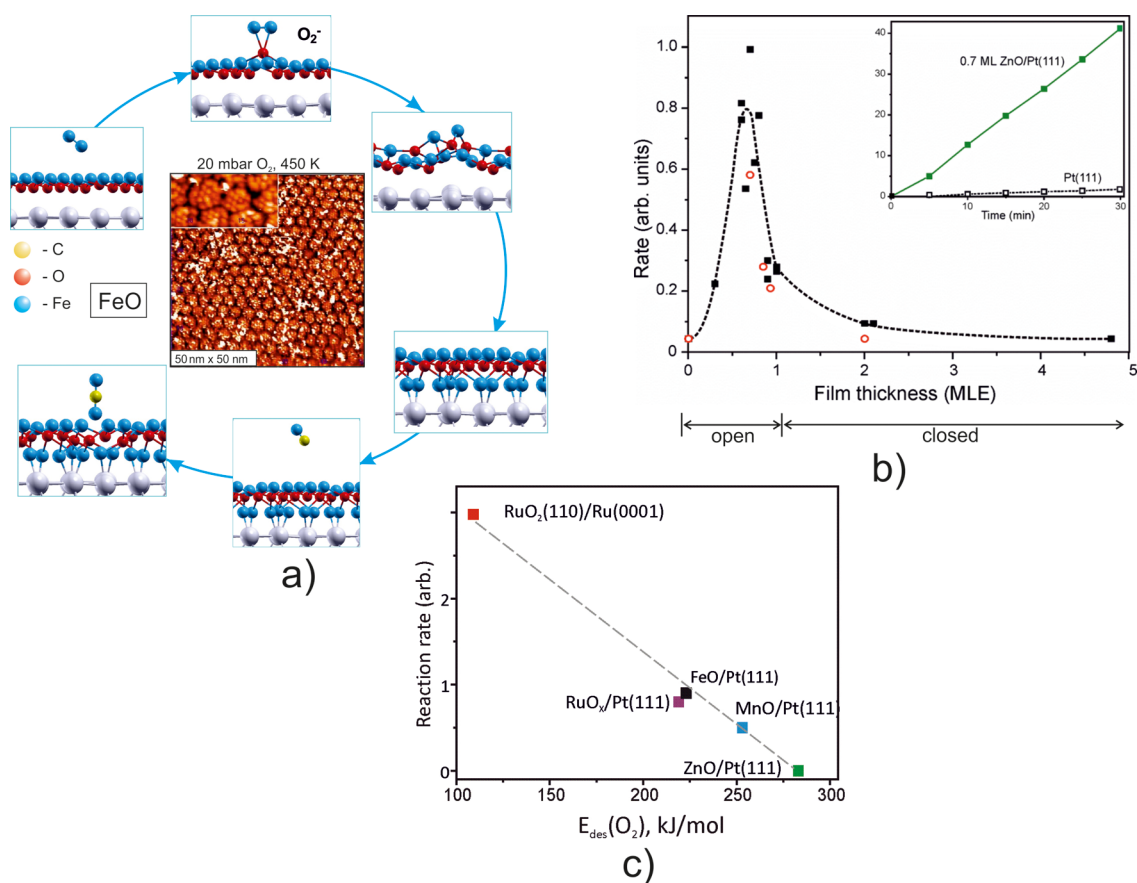 O₂⁻
20 mbar O₂, 450 K
50 nm x 50 nm
- C
- O
- Fe
FeO
a)
Rate (arb. units)
1.0
0.8
0.6
0.4
0.2
0.0
0
1
2
3
4
5
Film thickness (MLE)
open
closed
40
30
20
10
0
0.7 ML ZnO/Pt(111)
Pt(111)
0
10
20
30
Time (min)
b)
Reaction rate (arb.)
2
1
0
RuO₂(110)/Ru(0001)
FeO/Pt(111)
RuOₓ/Pt(111)
MnO/Pt(111)
ZnO/Pt(111)
100
150
200
250
300
E_des(O₂), kJ/mol
c)